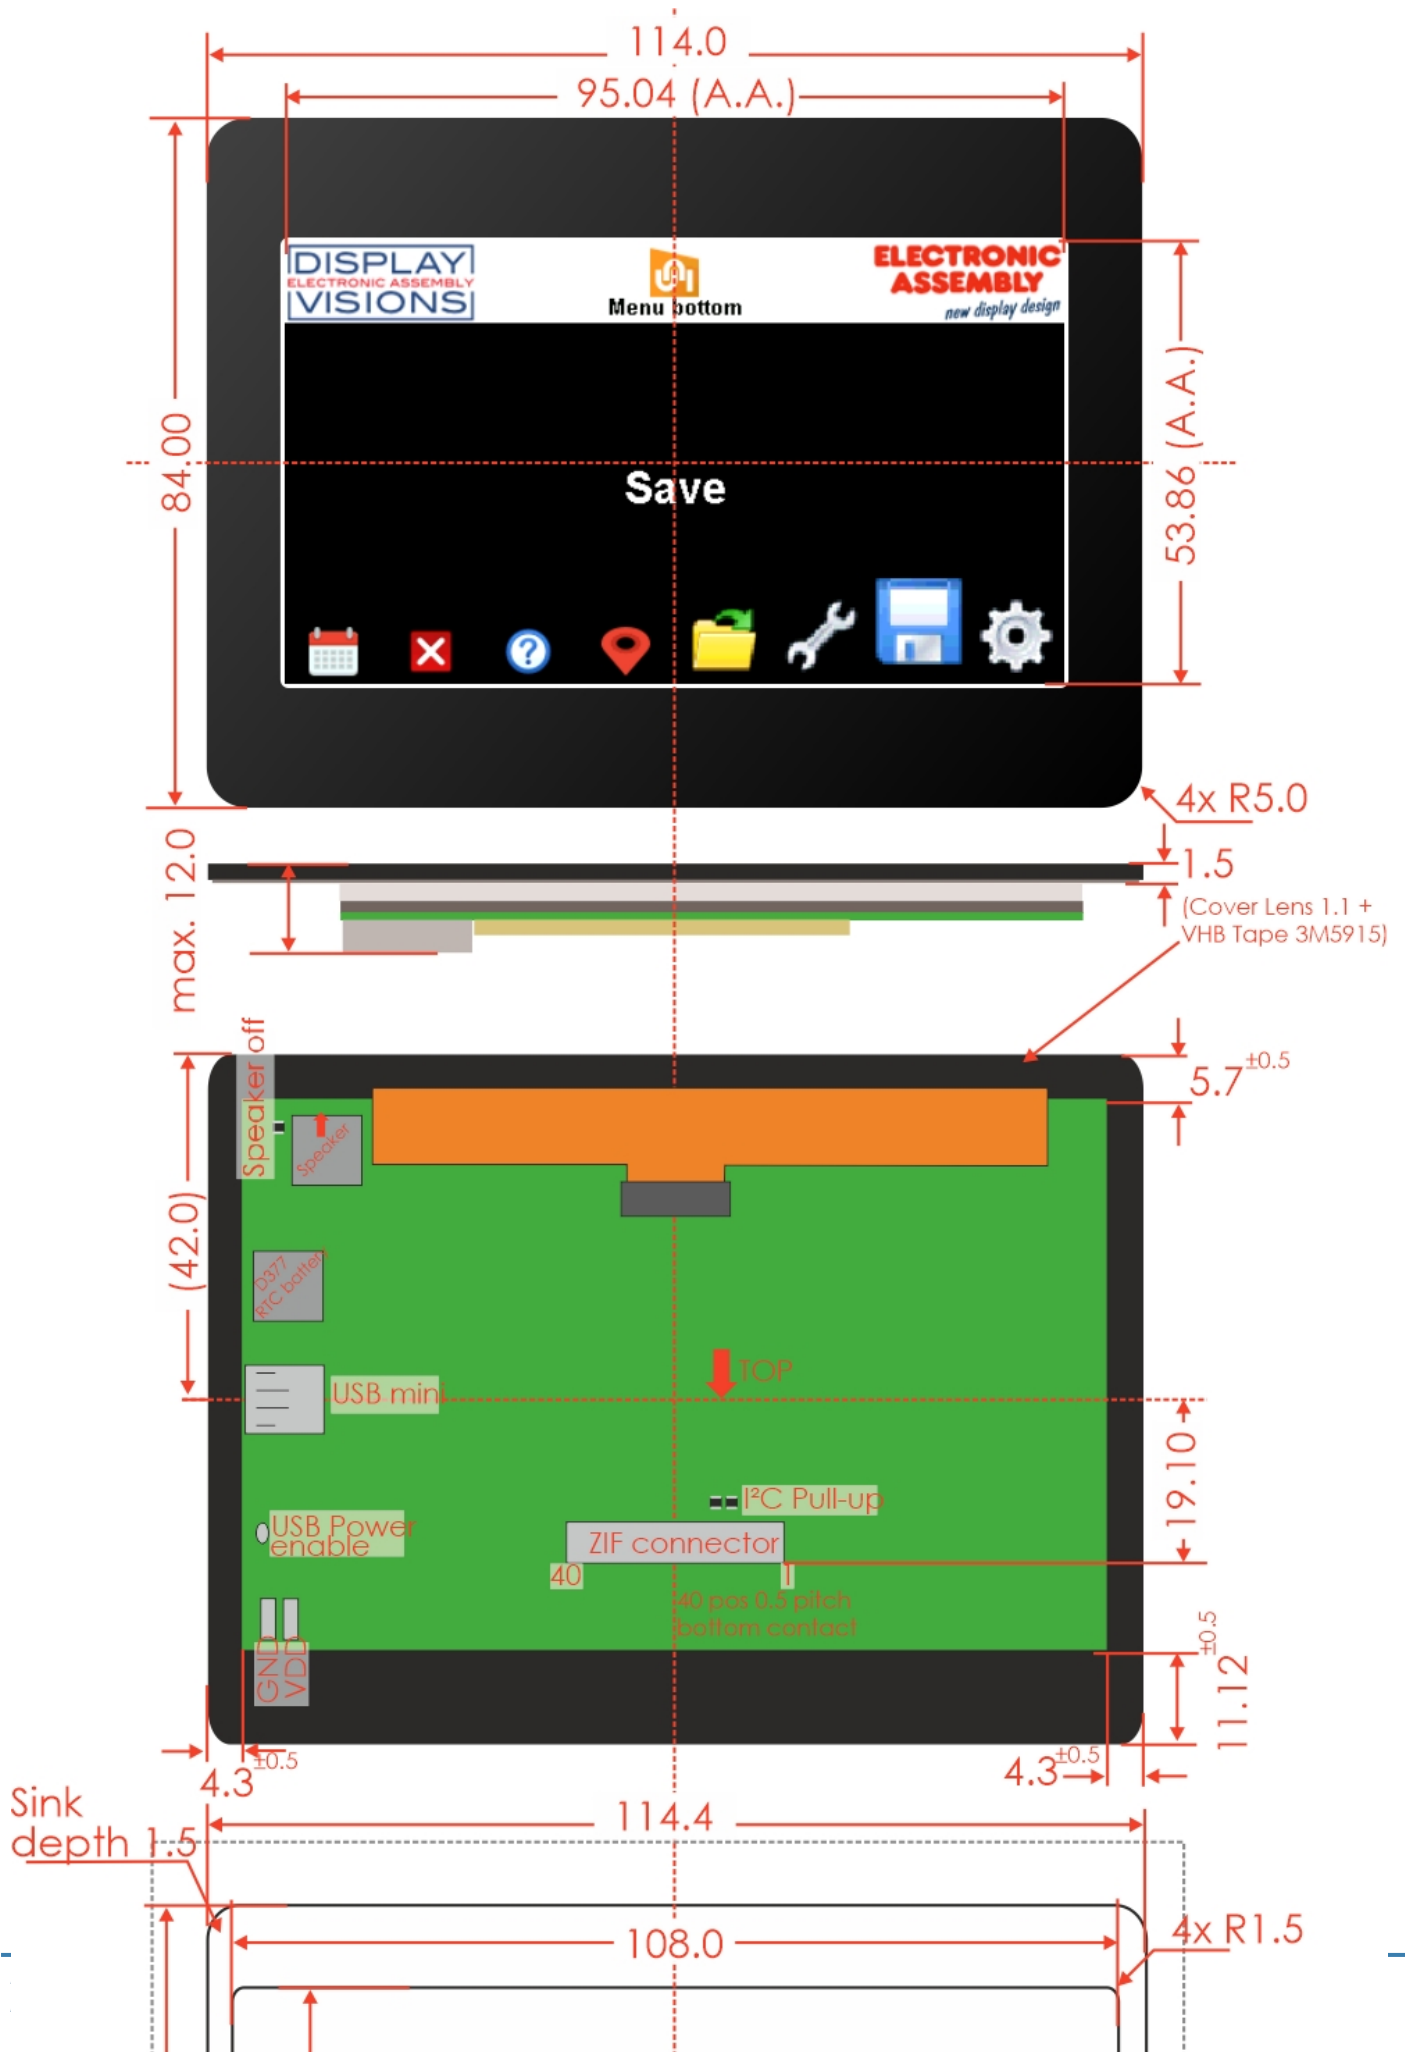 114.0
95.04 (A.A.)
DISPLAY
ELECTRONIC ASSEMBLY
VISIONS
Menu bottom
ELECTRONIC
ASSEMBLY
new display design
84.00
53.86 (A.A.)
Save
?
4x R5.0
max. 12.0
1.5
(Cover Lens 1.1 +
VHB Tape 3M5915)
Speaker off
Speaker
5.7±0.5
(42.0)
D377
RTC battery
TOP
USB mini
19.10
I²C Pull-up
USB Power
enable
ZIF connector
40
1
40 pos 0.5 pitch
bottom contact
GND
VDD
11.12±0.5
4.3±0.5
4.3±0.5
Sink
depth 1.5
114.4
108.0
4x R1.5